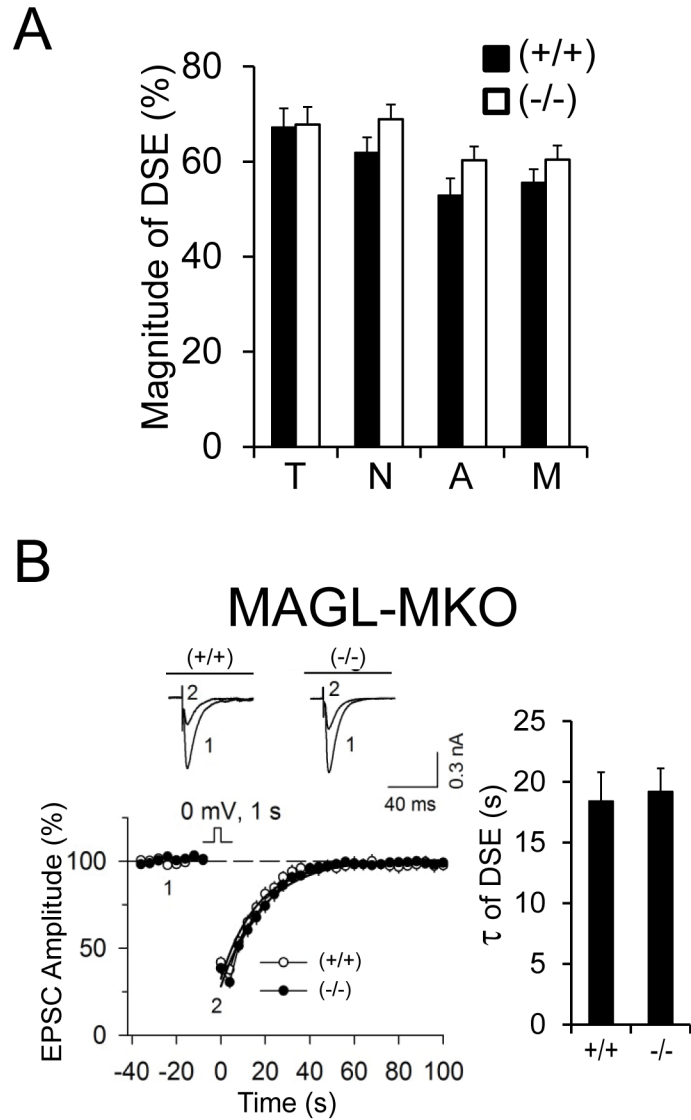 A
(+/+)
(-/-)
Magnitude of DSE (%)
80
60
40
20
0
T N A M
B
MAGL-MKO
(+/+) (-/-)
2 2
1 1
0.3 nA
40 ms
0 mV, 1 s
EPSC Amplitude (%)
100
50
0
1
2
(+/+)
(-/-)
-40 -20 0 20 40 60 80 100
Time (s)
τ of DSE (s)
25
20
15
10
5
0
+/+ -/-